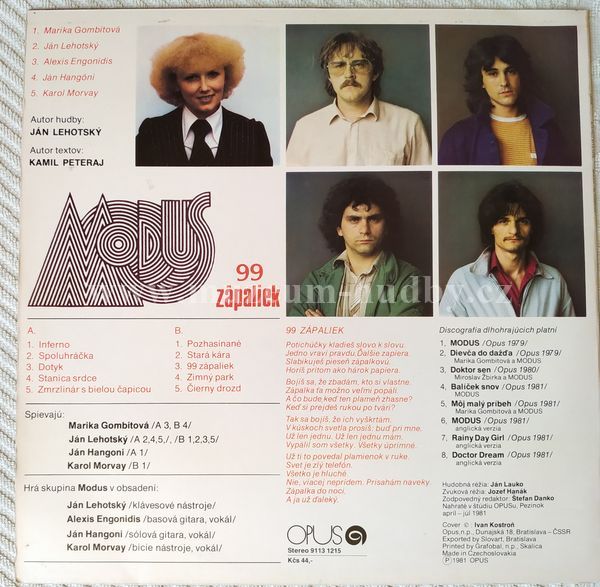 1. Marika Gombitová
2. Ján Lehotský
3. Alexis Engonidis
4. Ján Hangóni
5. Karol Morvay
Autor hudby:
JÁN LEHOTSKÝ
Autor textov:
KAMIL PETERAJ
MODUS
99
zápaliek
www.muzeum-hudby.cz
A.
1. Inferno
2. Spoluhráčka
3. Dotyk
4. Stanica srdce
5. Zmrzlinár s bielou čapicou
B.
1. Pozhasínané
2. Stará kára
3. 99 zápaliek
4. Zimný park
5. Čierny drozd
Spievajú:
Marika Gombitová /A 3, B 4/
Ján Lehotský /A 2,4,5,/, /B 1,2,3,5/
Ján Hangoni /A 1/
Karol Morvay /B 1/
Hrá skupina Modus v obsadení:
Ján Lehotský /klávesové nástroje/
Alexis Engonidis /basová gitara, vokál/
Ján Hangóni /sólová gitara, vokál/
Karol Morvay /bicie nástroje, vokál/
99 ZÁPALIEK
Potichučky kladieš slovo k slovu.
Jedno vraví pravdu. Ďalšie zapiera.
Slabikuješ pieseň zápalkovú.
Horíš pritom ako hárok papiera.
Bojíš sa, že zbadám, kto si vlastne.
Zápalka ťa možno veľmi popáli.
A čo bude, keď ten plameň zhasne?
Keď si prejdeš rukou po tvári?
Tak sa bojíš, že ich vyškrtám.
V kúskoch svetla prosíš: buď pri mne.
Už len jednu. Už len jednu mám.
Vypálil som všetky. Všetky úprimné.
Už ti to povedal plamienok v ruke.
Svet je zlý telefón.
Všetko je hluché.
Nie, viacej neprídem. Prisahám naveky.
Zápalka do noci,
A ja už ďaleký.
Discografia dlhohrajúcich platní
1. MODUS /Opus 1979/
2. Dievča do dažďa /Opus 1979/
Marika Gombitová a MODUS
3. Doktor sen /Opus 1980/
Miroslav Žbirka a MODUS
4. Balíček snov /Opus 1981/
MODUS
5. Môj malý príbeh /Opus 1981/
Marika Gombitová a MODUS
6. MODUS /Opus 1981/
anglická verzia
7. Rainy Day Girl /Opus 1981/
anglická verzia
8. Doctor Dream /Opus 1981/
anglická verzia
Hudobná réžia: Ján Lauko
Zvuková réžia: Jozef Hanák
Zodpovedný redaktor: Štefan Danko
Nahraté v štúdiu OPUSu, Pezinok
apríl – júl 1981
Cover © : Ivan Kostroň
Opus, n.p., Dunajská 18, Bratislava – ČSSR
Exported by Slovart, Bratislava
Printed by Grafobal, n.p., Skalica
Made in Czechoslovakia
Ⓟ 1981 OPUS
OPUS
Stereo 9113 1215
Kčs 44,-